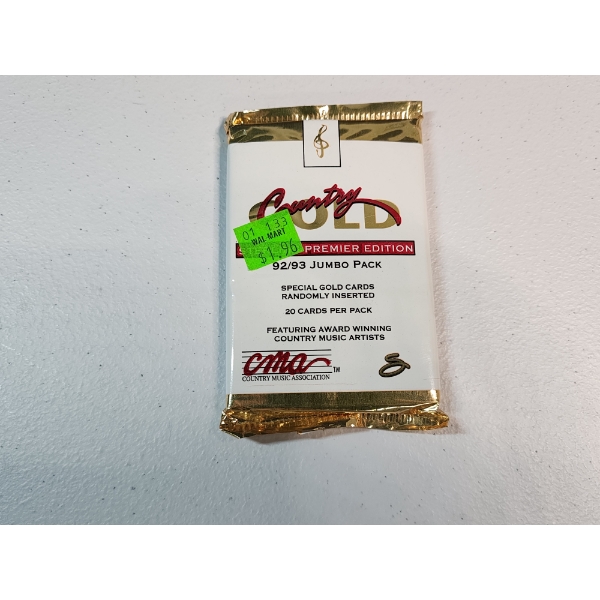 Country
GOLD
01 133
WAL-MART
$1.96
PREMIER EDITION
92/93 JUMBO PACK
SPECIAL GOLD CARDS
RANDOMLY INSERTED
20 CARDS PER PACK
FEATURING AWARD WINNING
COUNTRY MUSIC ARTISTS
cma TM
COUNTRY MUSIC ASSOCIATION
S